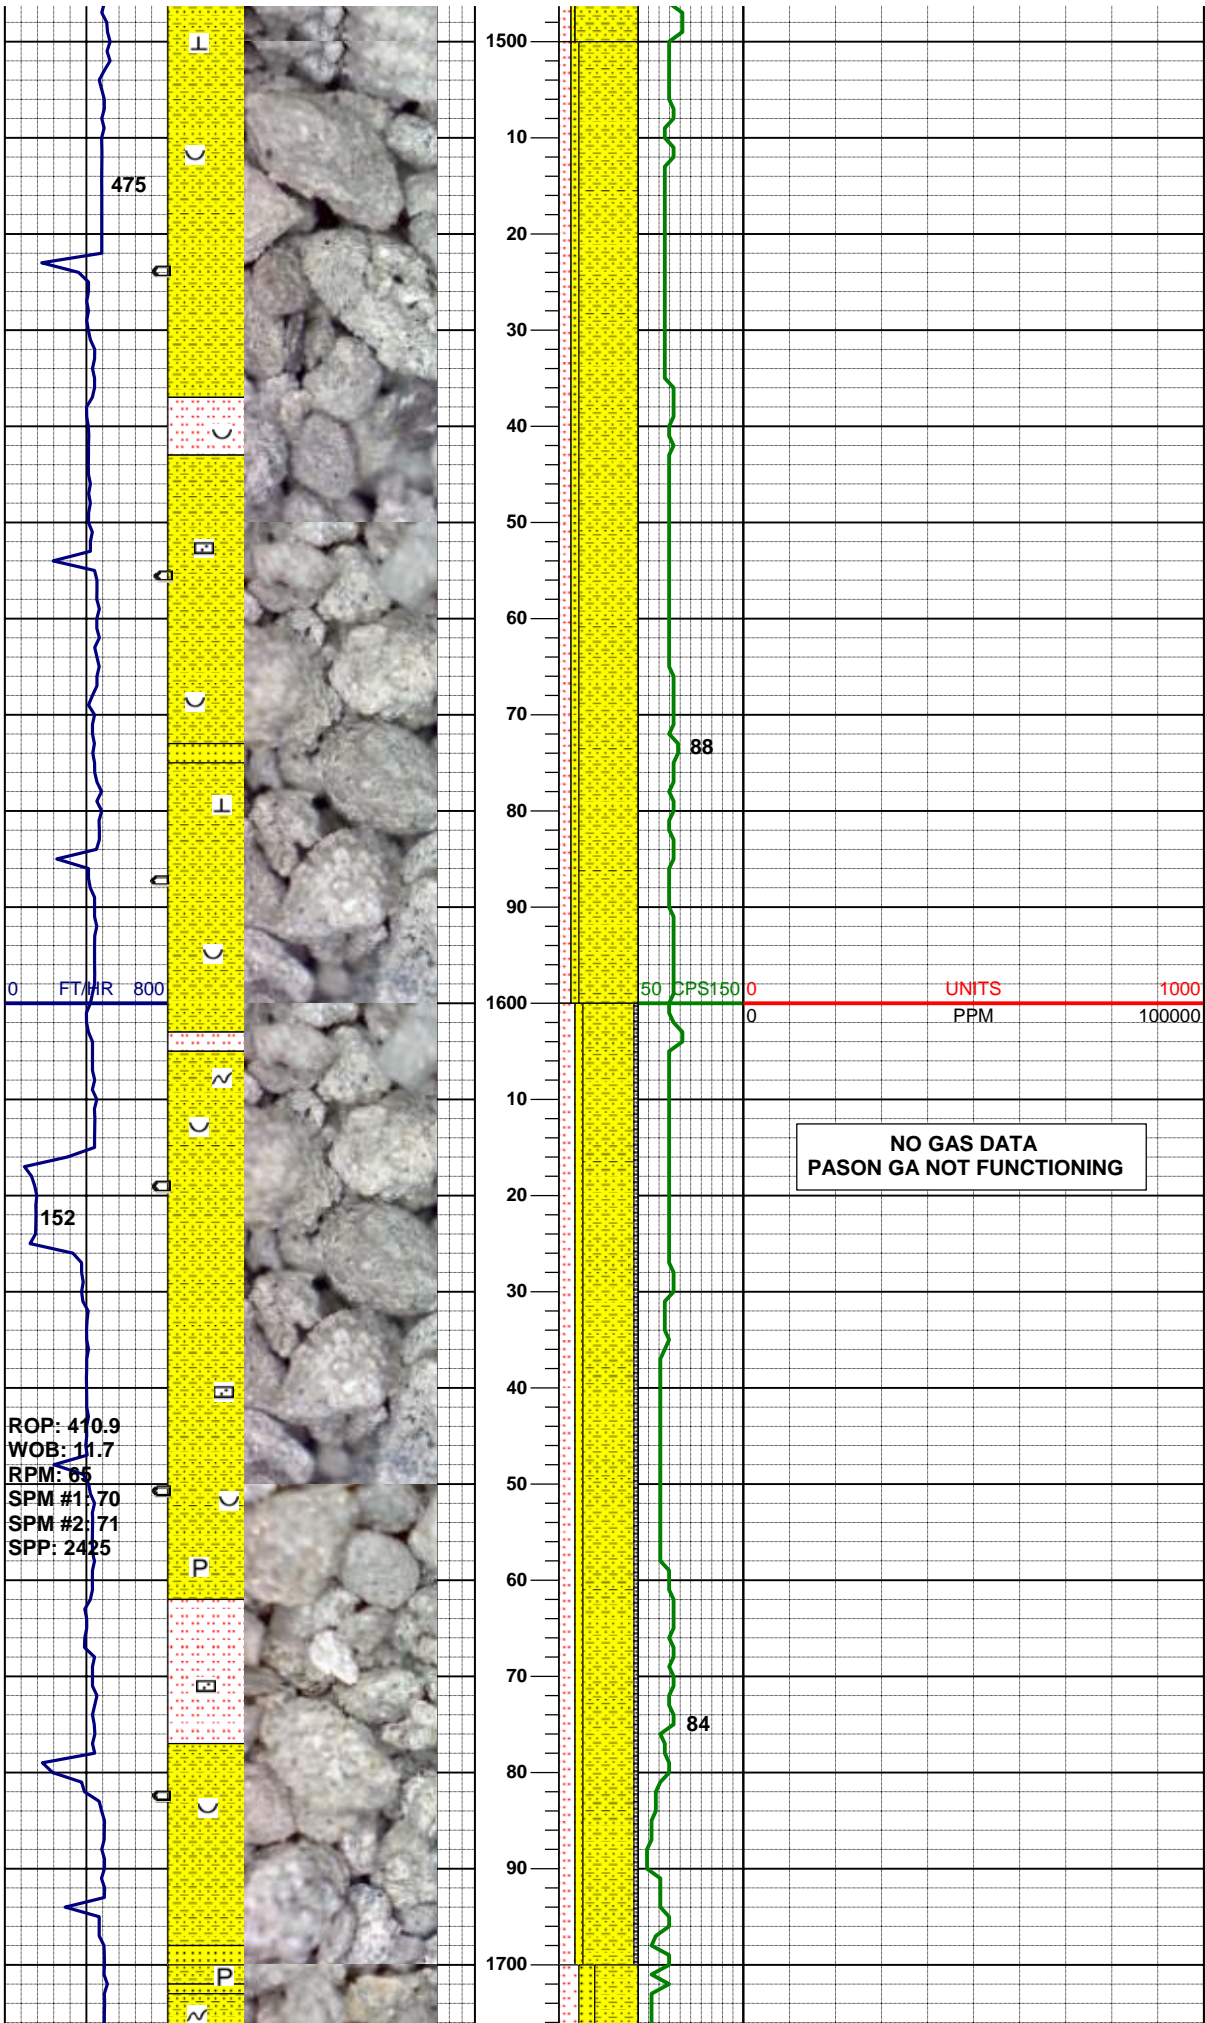 1500
10
475
20
30
40
50
60
70
88
80
90
0 FT/HR 800
1600
50 CPS150
0 UNITS 1000
0 PPM 100000
10
NO GAS DATA
PASON GA NOT FUNCTIONING
20
152
30
40
ROP: 410.9
WOB: 11.7
RPM: 65
50
SPM #1: 70
SPM #2: 71
SPP: 2425
P
60
70
84
80
90
1700
P